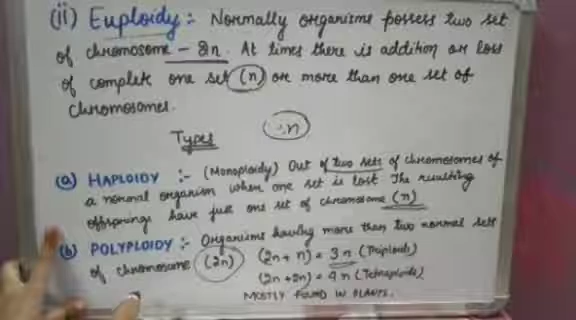 (ii) Euploidy :- Normally organisms possess two set
of chromosome - 2n. At times there is addition or loss
of complete one set (n) or more than one set of
Chromosomes.
n
Types
(a) HAPLOIDY :- (Monoploidy) Out of two sets of chromosomes of
a normal organism when one set is lost. The resulting
offsprings have just one set of chromosome (n)
(b) POLYPLOIDY :- Organisms having more than two normal sets
of chromosome (2n) (2n + n) = 3n (Triploids)
(2n + 2n) = 4n (Tetraploids)
MOSTLY FOUND IN PLANTS.